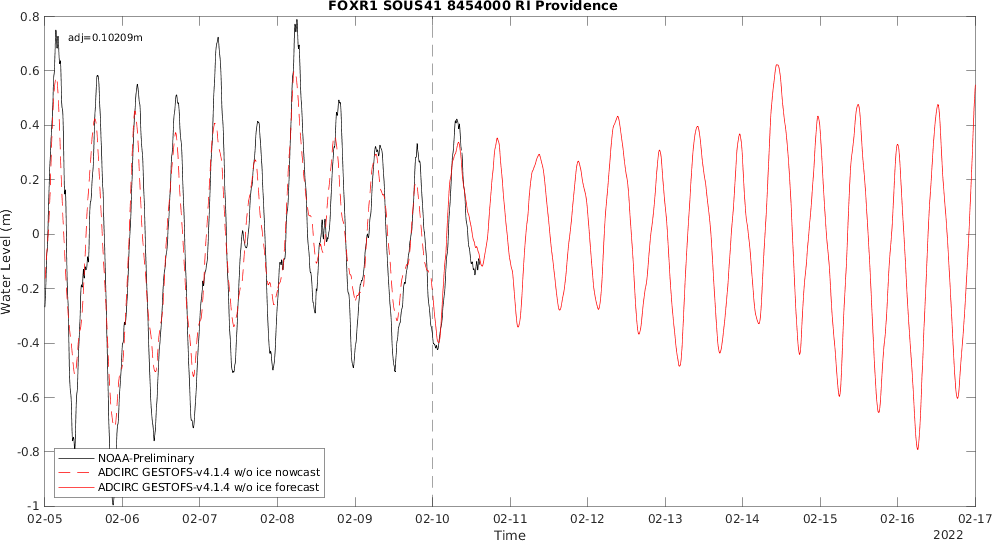 FOXR1 SOUS41 8454000 RI Providence
adj=0.10209m
0.8
0.6
0.4
0.2
0
-0.2
-0.4
-0.6
-0.8
-1
Water Level (m)
NOAA-Preliminary
ADCIRC GESTOFS-v4.1.4 w/o ice nowcast
ADCIRC GESTOFS-v4.1.4 w/o ice forecast
02-05 02-06 02-07 02-08 02-09 02-10 02-11 02-12 02-13 02-14 02-15 02-16 02-17
Time
2022